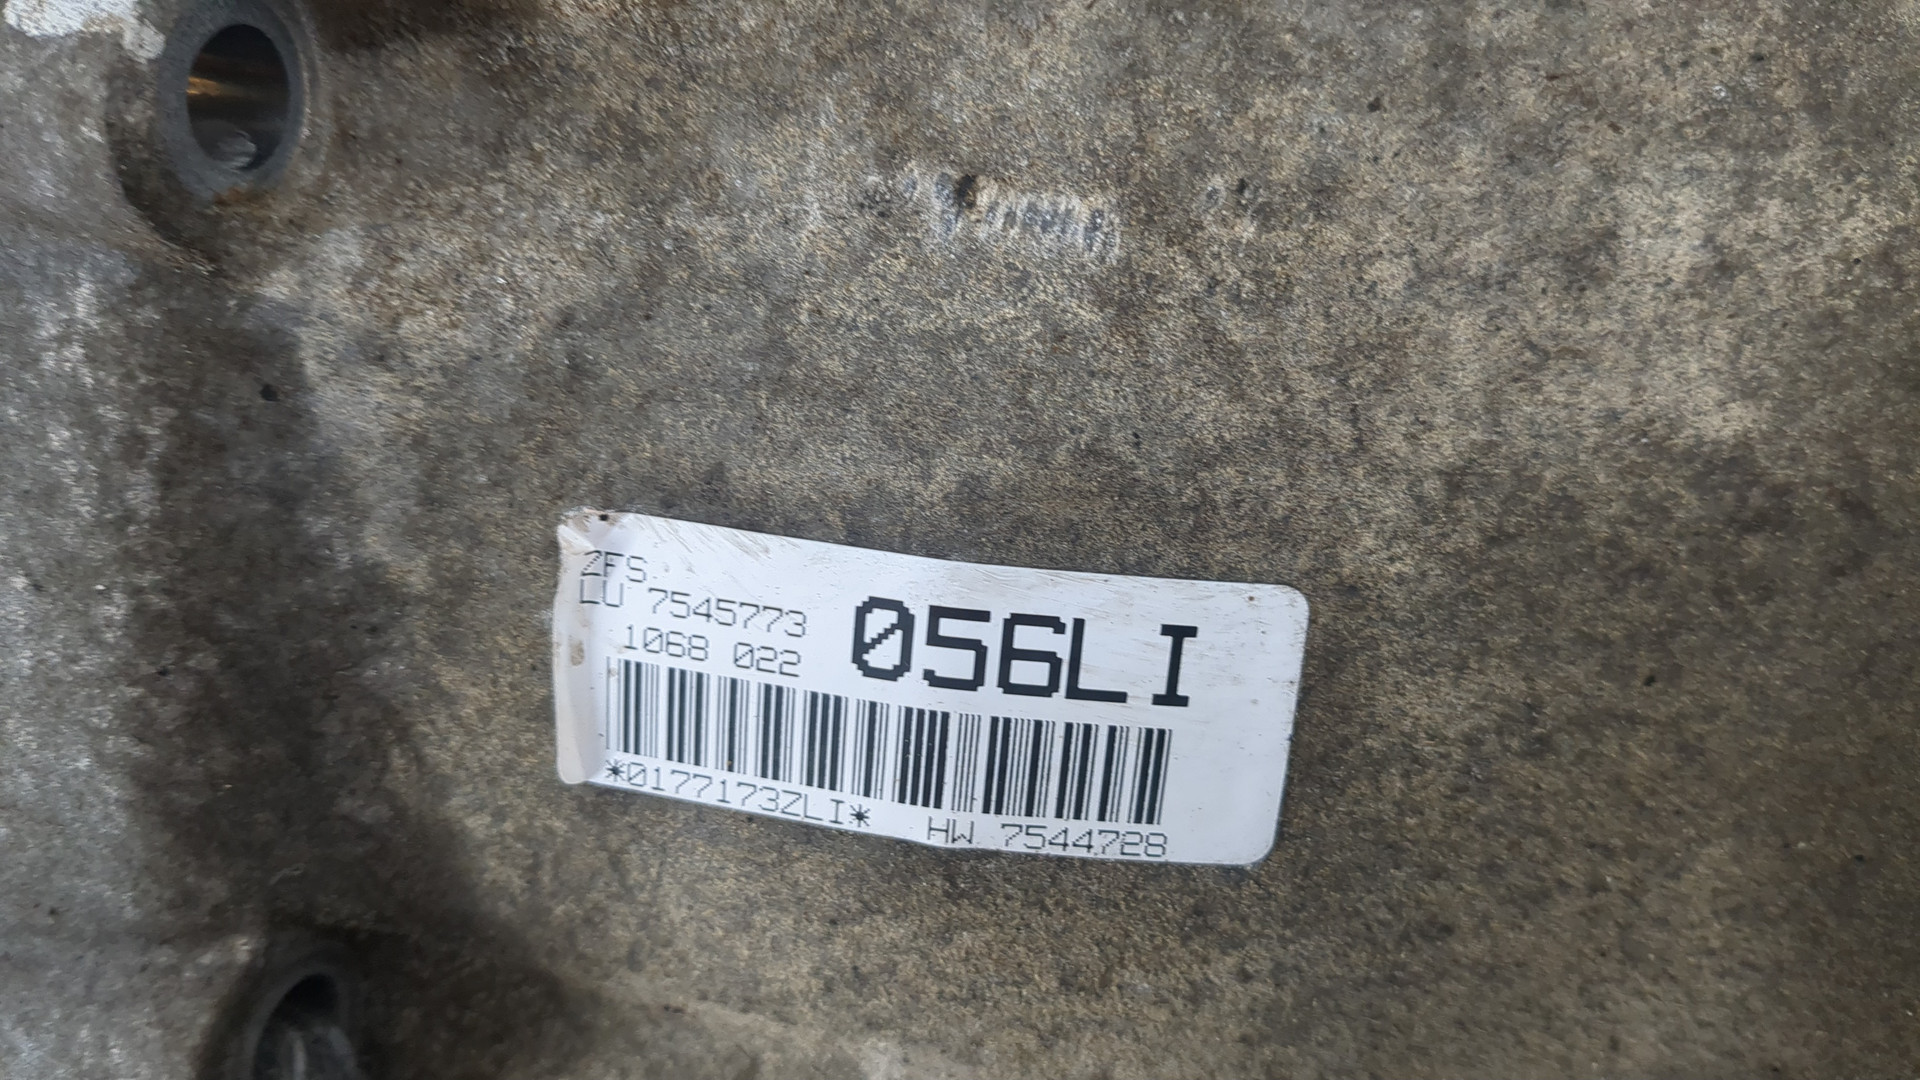 ZFS
LU 7545773
1068 022
056LI
*0177173ZLI*
HW 7544728